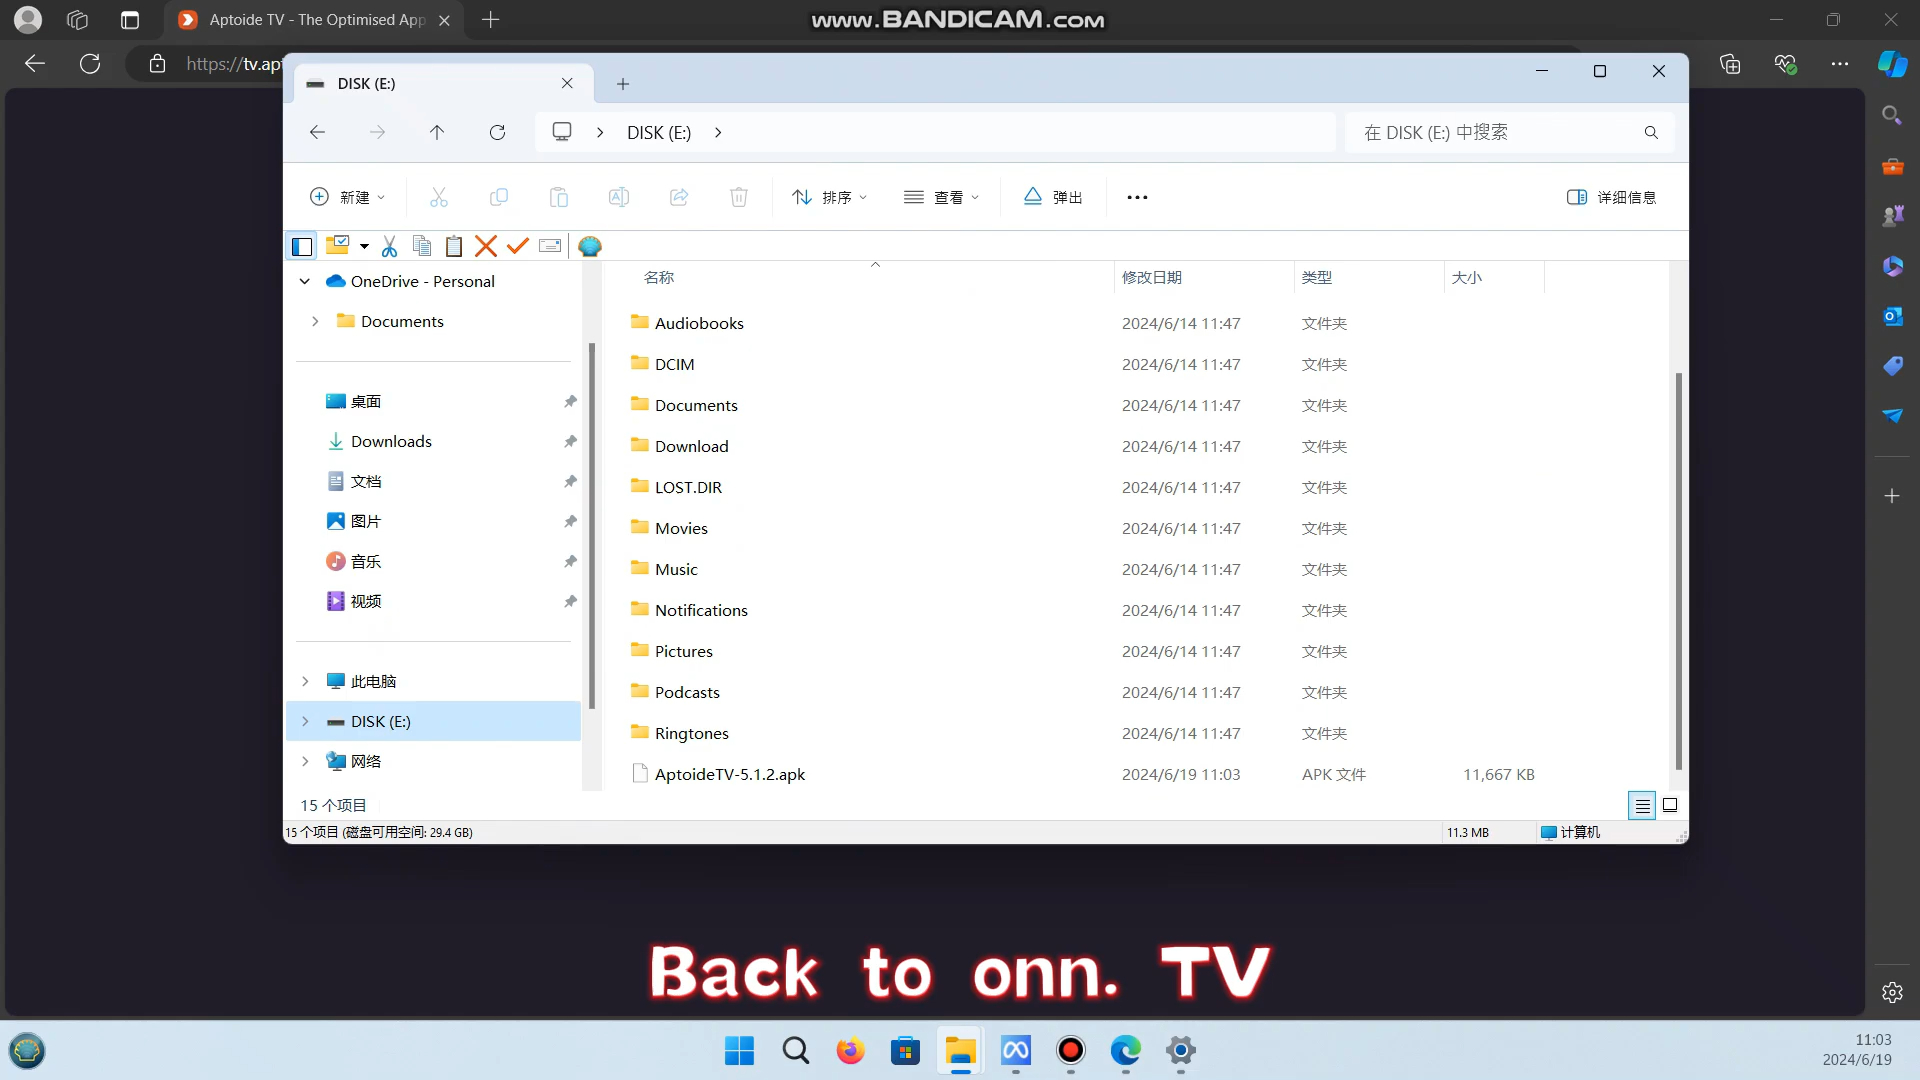 Aptoide TV - The Optimised App
www.BANDICAM.com
https://tv.apt
DISK (E:)
DISK (E:)
在 DISK (E:) 中搜索
新建
排序
查看
弹出
详细信息
OneDrive - Personal
Documents
桌面
Downloads
文档
图片
音乐
视频
此电脑
DISK (E:)
网络
名称 修改日期 类型 大小
Audiobooks 2024/6/14 11:47 文件夹
DCIM 2024/6/14 11:47 文件夹
Documents 2024/6/14 11:47 文件夹
Download 2024/6/14 11:47 文件夹
LOST.DIR 2024/6/14 11:47 文件夹
Movies 2024/6/14 11:47 文件夹
Music 2024/6/14 11:47 文件夹
Notifications 2024/6/14 11:47 文件夹
Pictures 2024/6/14 11:47 文件夹
Podcasts 2024/6/14 11:47 文件夹
Ringtones 2024/6/14 11:47 文件夹
AptoideTV-5.1.2.apk 2024/6/19 11:03 APK 文件 11,667 KB
15 个项目
15 个项目 (磁盘可用空间: 29.4 GB) 11.3 MB 计算机
Back to onn. TV
11:03
2024/6/19